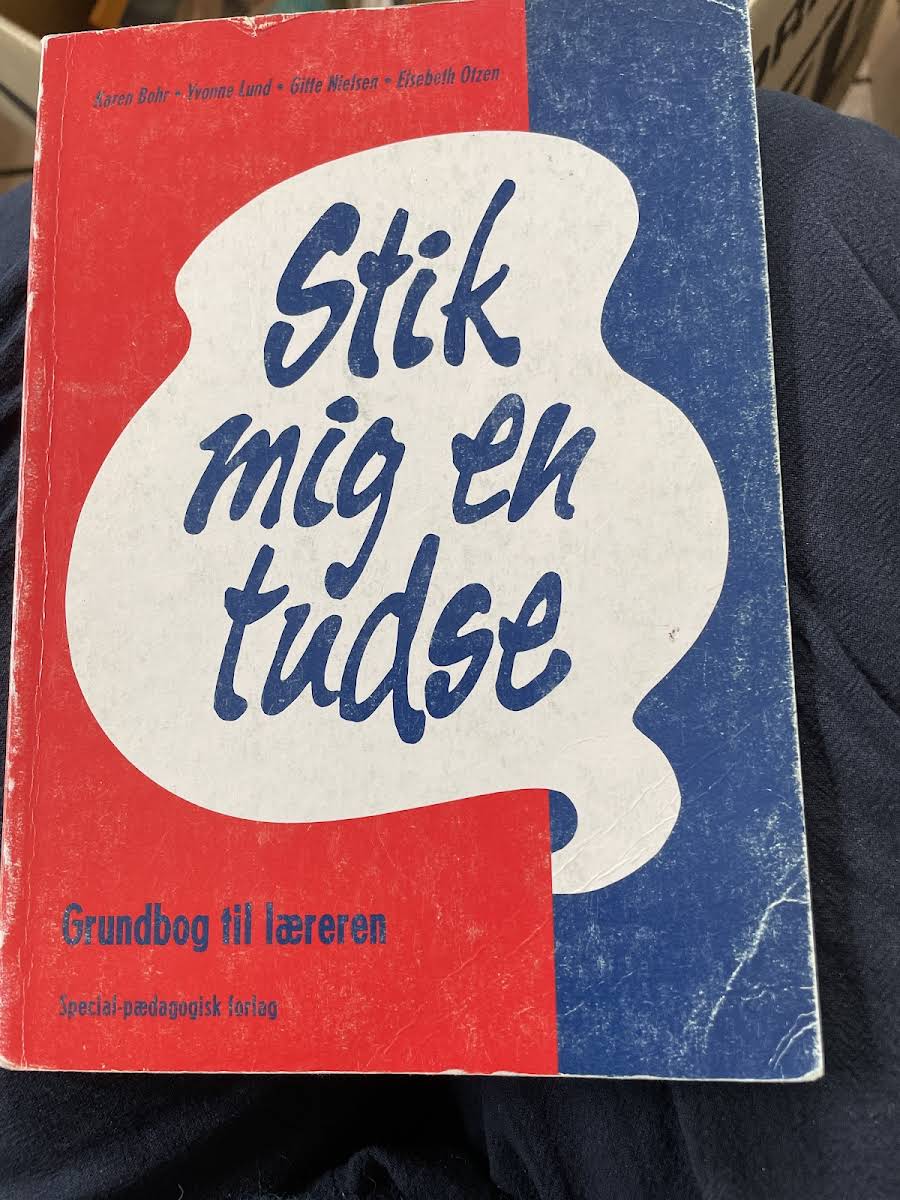 Karen Bohr • Yvonne Lund • Gitte Nielsen • Elsebeth Otzen
Stik
mig en
tudse
Grundbog til læreren
Special-pædagogisk forlag